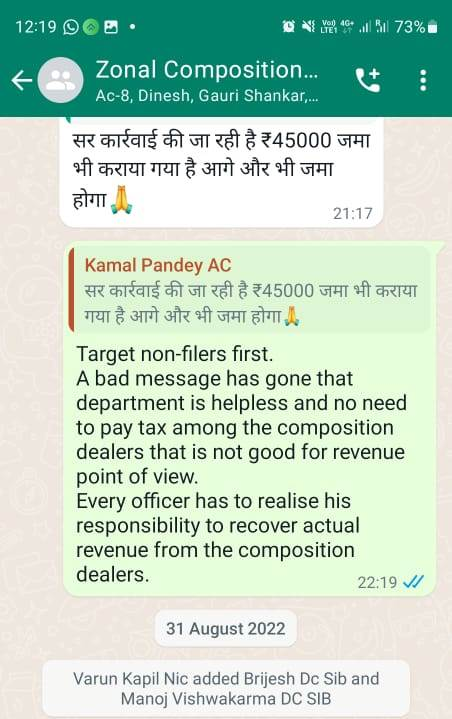 12:19 73%
Zonal Composition...
Ac-8, Dinesh, Gauri Shankar,...
सर कार्रवाई की जा रही है ₹45000 जमा
भी कराया गया है आगे और भी जमा
होगा🙏
21:17
Kamal Pandey AC
सर कार्रवाई की जा रही है ₹45000 जमा भी कराया
गया है आगे और भी जमा होगा🙏
Target non-filers first.
A bad message has gone that
department is helpless and no need
to pay tax among the composition
dealers that is not good for revenue
point of view.
Every officer has to realise his
responsibility to recover actual
revenue from the composition
dealers.
22:19
31 August 2022
Varun Kapil Nic added Brijesh Dc Sib and
Manoj Vishwakarma DC SIB